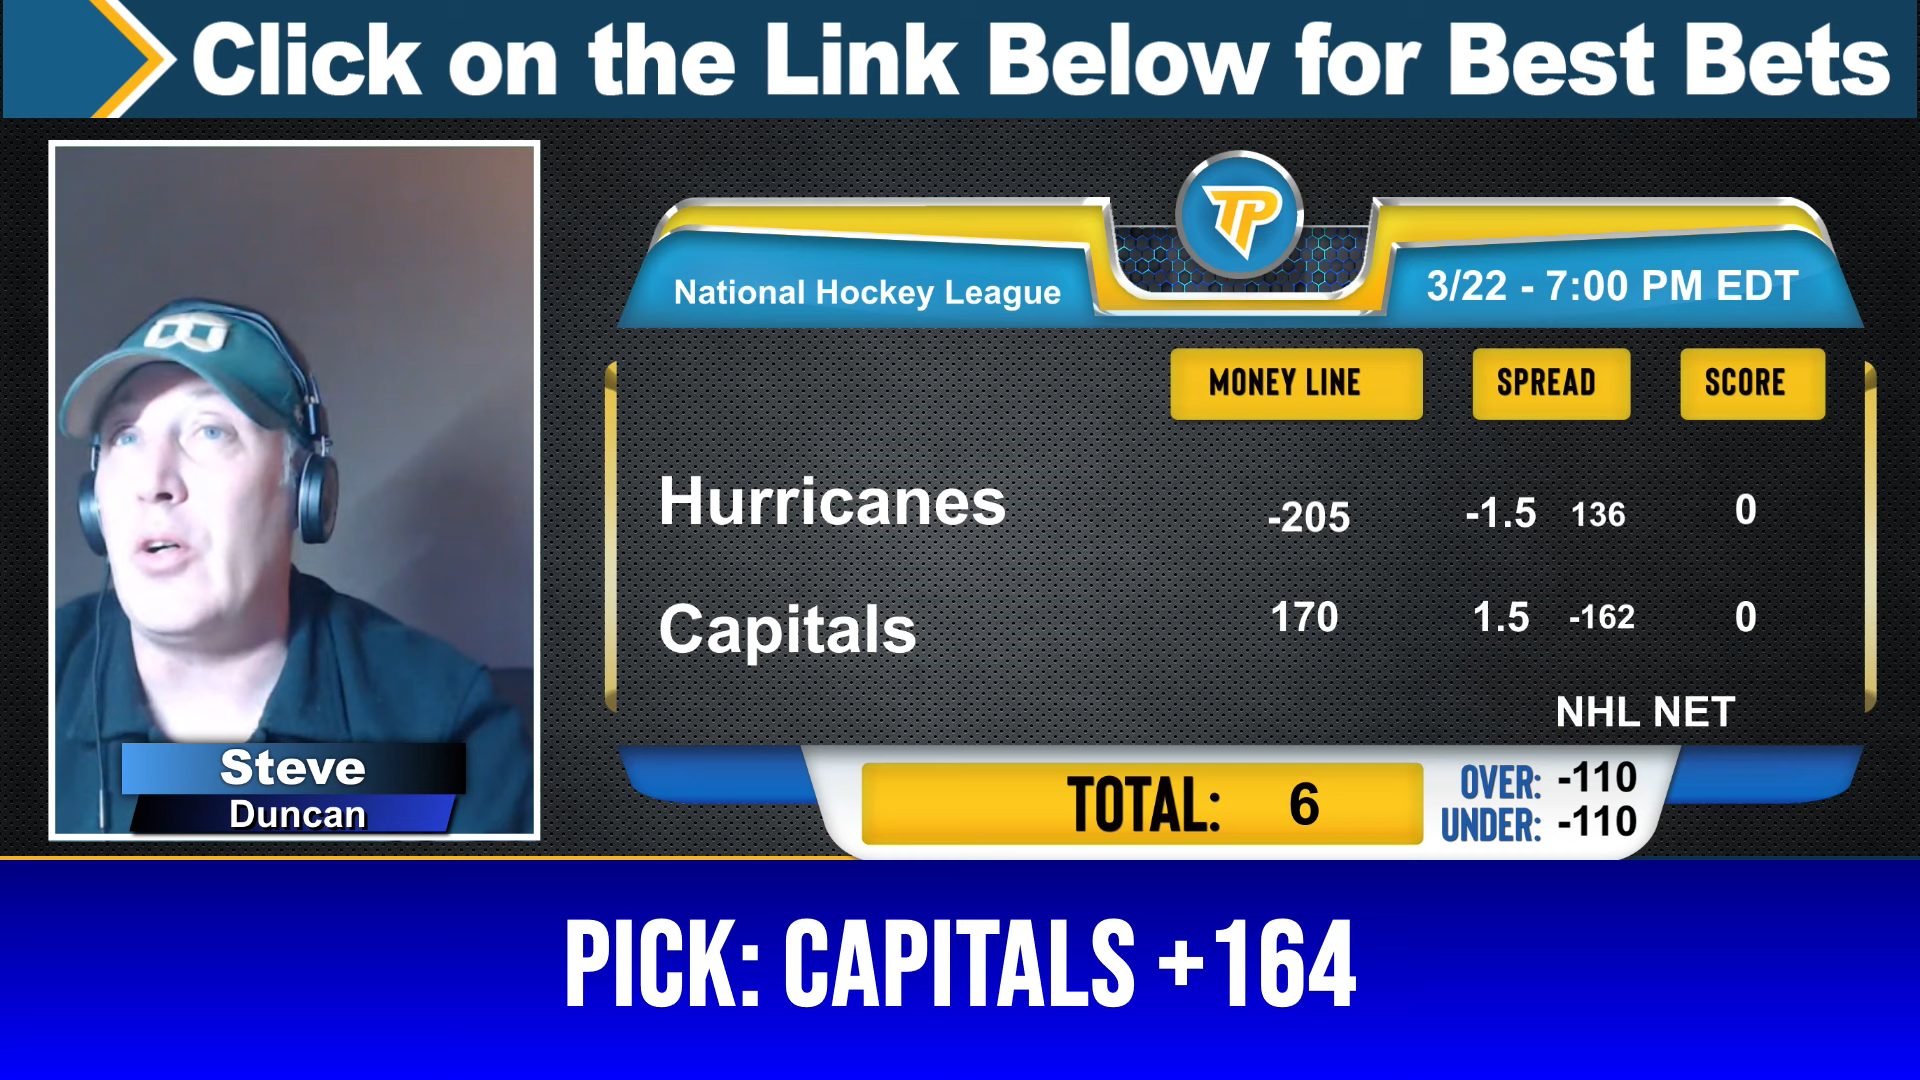 Click on the Link Below for Best Bets
TP
National Hockey League
3/22 - 7:00 PM EDT
MONEY LINE SPREAD SCORE
Hurricanes -205 -1.5 136 0
Capitals 170 1.5 -162 0
NHL NET
Steve
Duncan
TOTAL: 6
OVER: -110
UNDER: -110
PICK: CAPITALS +164